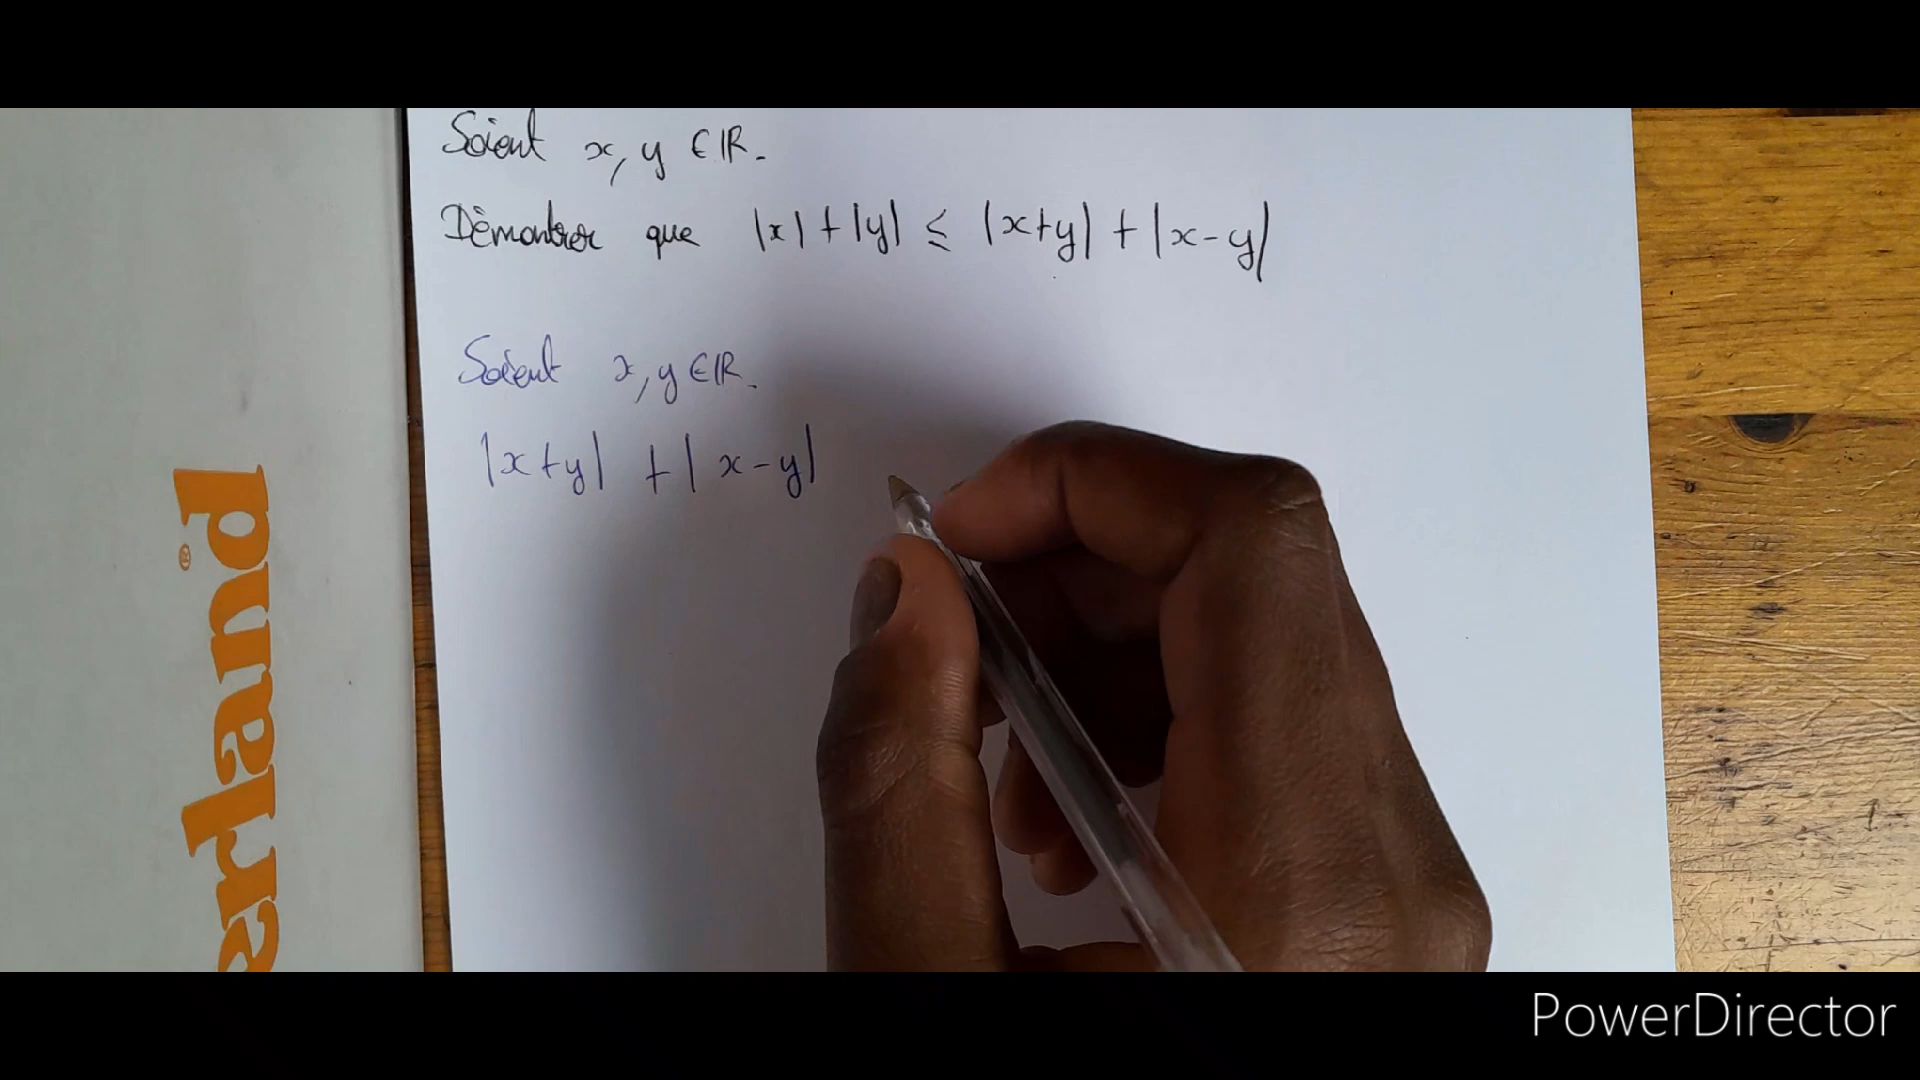 Soient x, y ∈ ℝ.
Démontrer que |x| + |y| ≤ |x+y| + |x-y|
Soient x, y ∈ ℝ.
|x+y| + | x-y|
erland
®
PowerDirector